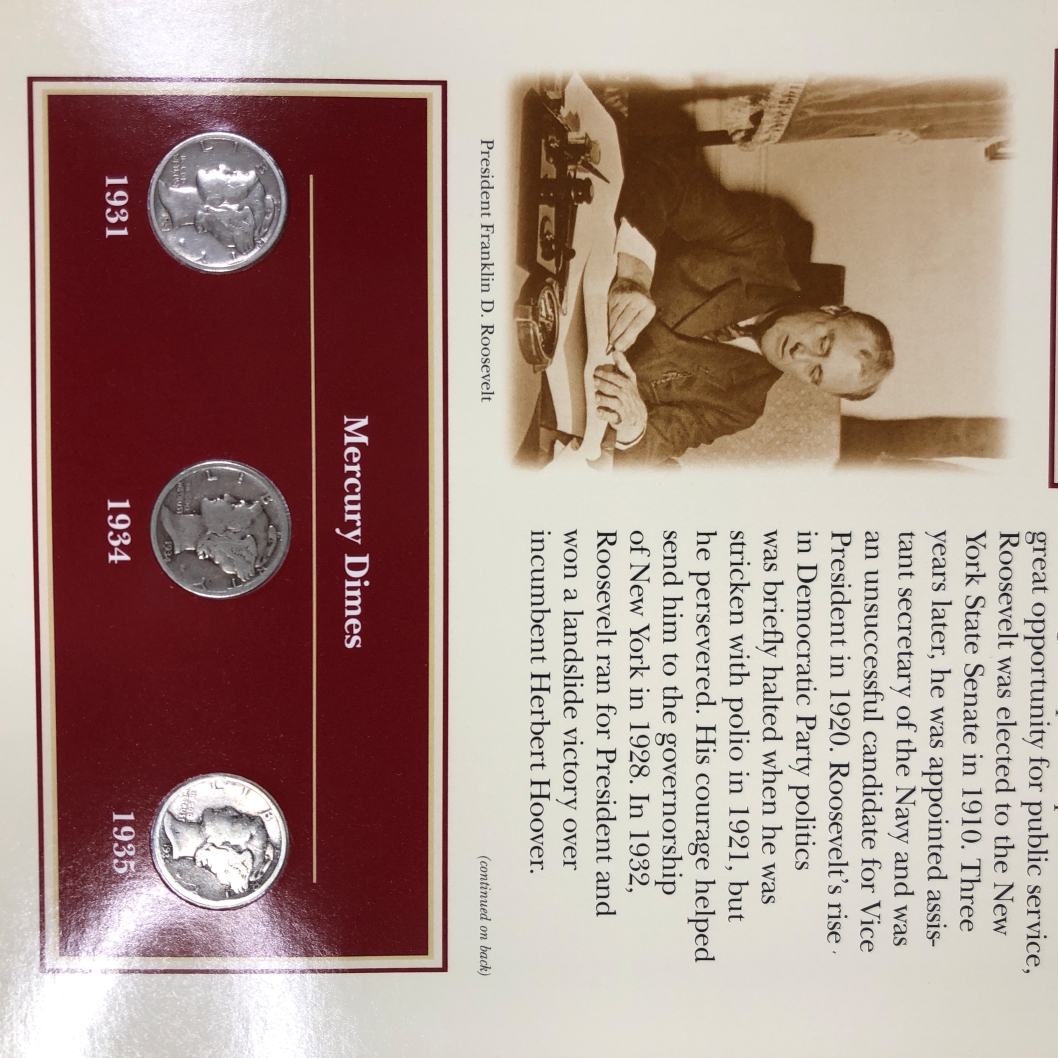 great opportunity for public service,
Roosevelt was elected to the New
York State Senate in 1910. Three
years later, he was appointed assis-
tant secretary of the Navy and was
an unsuccessful candidate for Vice
President in 1920. Roosevelt's rise
in Democratic Party politics
was briefly halted when he was
stricken with polio in 1921, but
he persevered. His courage helped
send him to the governorship
of New York in 1928. In 1932,
Roosevelt ran for President and
won a landslide victory over
incumbent Herbert Hoover.
(continued on back)
President Franklin D. Roosevelt
Mercury Dimes
1931
1934
1935